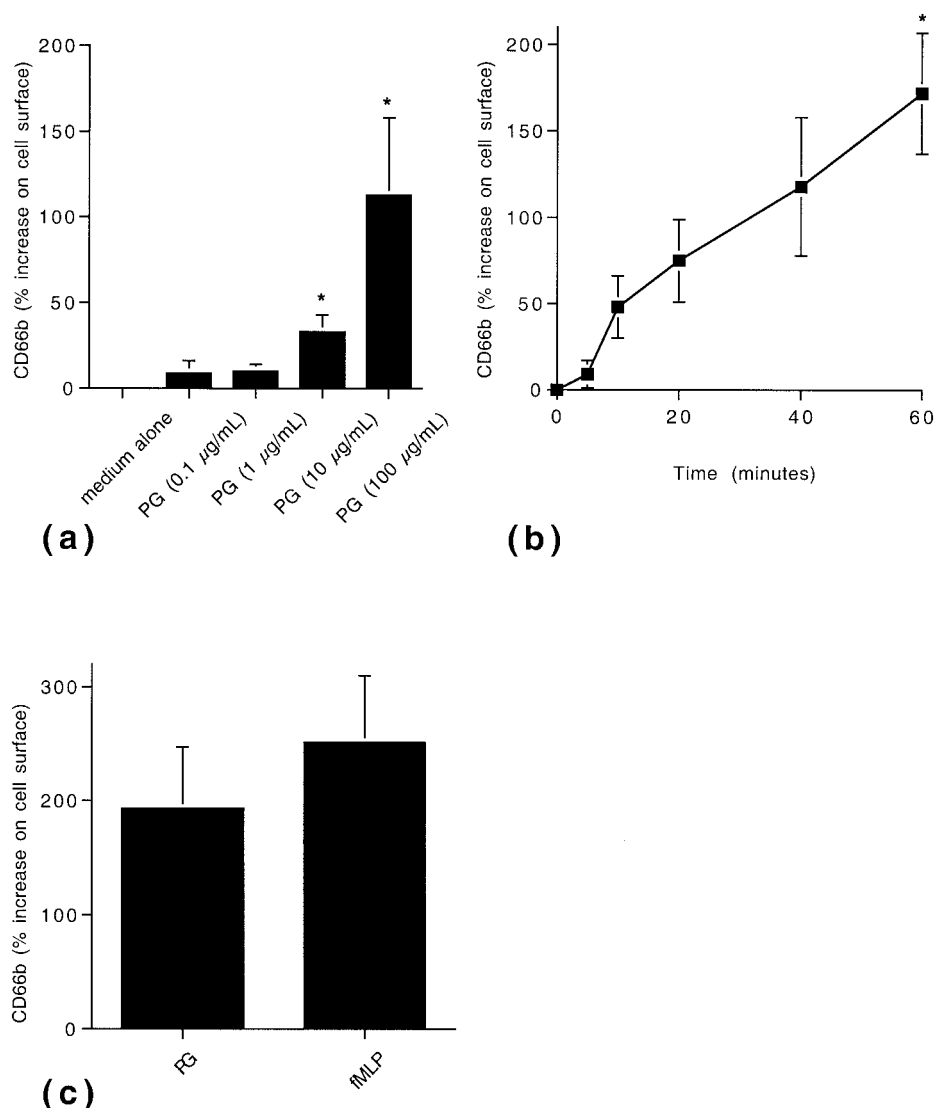 CD66b (% increase on cell surface)
200
150
100
50
0
*
*
medium alone
PG (0.1 µg/mL)
PG (1 µg/mL)
PG (10 µg/mL)
PG (100 µg/mL)
(a)
CD66b (% increase on cell surface)
200
150
100
50
0
*
0
20
40
60
Time (minutes)
(b)
CD66b (% increase on cell surface)
300
200
100
0
PG
fMLP
(c)